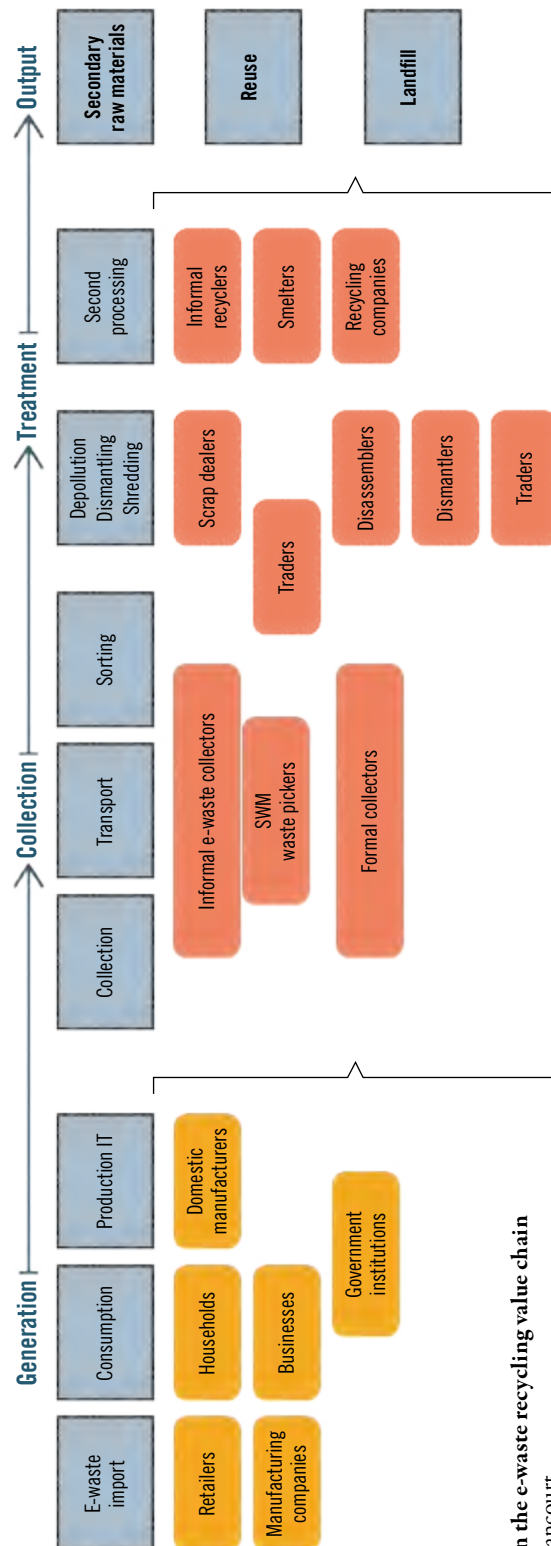 Generation
Collection
Treatment
Output
E-waste
import
Consumption
Production IT
Collection
Transport
Sorting
Depollution
Dismantling
Shredding
Second
processing
Secondary
raw materials
Reuse
Landfill
Retailers
Manufacturing
companies
Households
Businesses
Domestic
manufacturers
Government
institutions
Informal e-waste collectors
SWM
waste pickers
Formal collectors
Scrap dealers
Traders
Disassemblers
Dismantlers
Traders
Informal
recyclers
Smelters
Recycling
companies
n the e-waste recycling value chain
ancourt